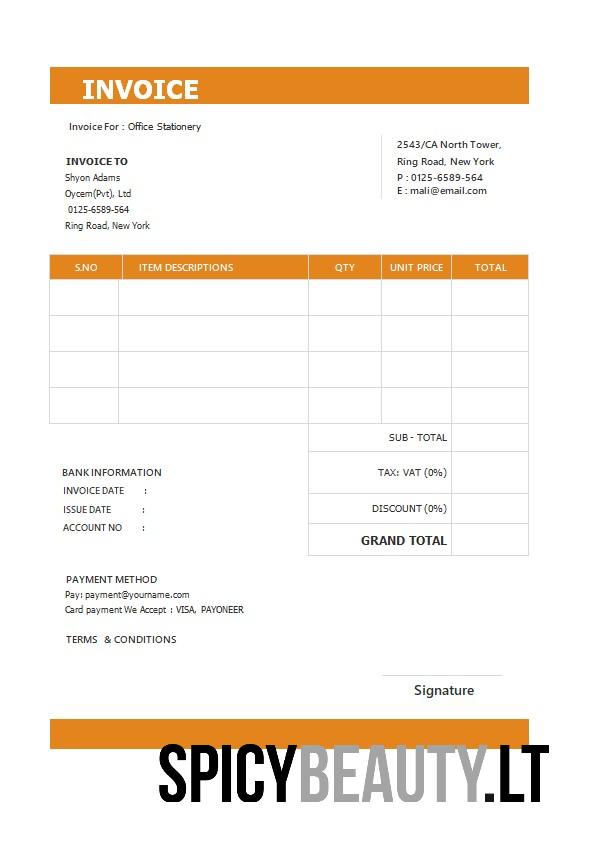 INVOICE
Invoice For : Office Stationery
INVOICE TO
Shyon Adams
Oycem(Pvt), Ltd
0125-6589-564
Ring Road, New York
2543/CA North Tower,
Ring Road, New York
P : 0125-6589-564
E : mali@email.com
S.NO ITEM DESCRIPTIONS QTY UNIT PRICE TOTAL
SUB - TOTAL
TAX: VAT (0%)
DISCOUNT (0%)
GRAND TOTAL
BANK INFORMATION
INVOICE DATE :
ISSUE DATE :
ACCOUNT NO :
PAYMENT METHOD
Pay: payment@yourname.com
Card payment We Accept : VISA, PAYONEER
TERMS & CONDITIONS
Signature
SPICYBEAUTY.LT